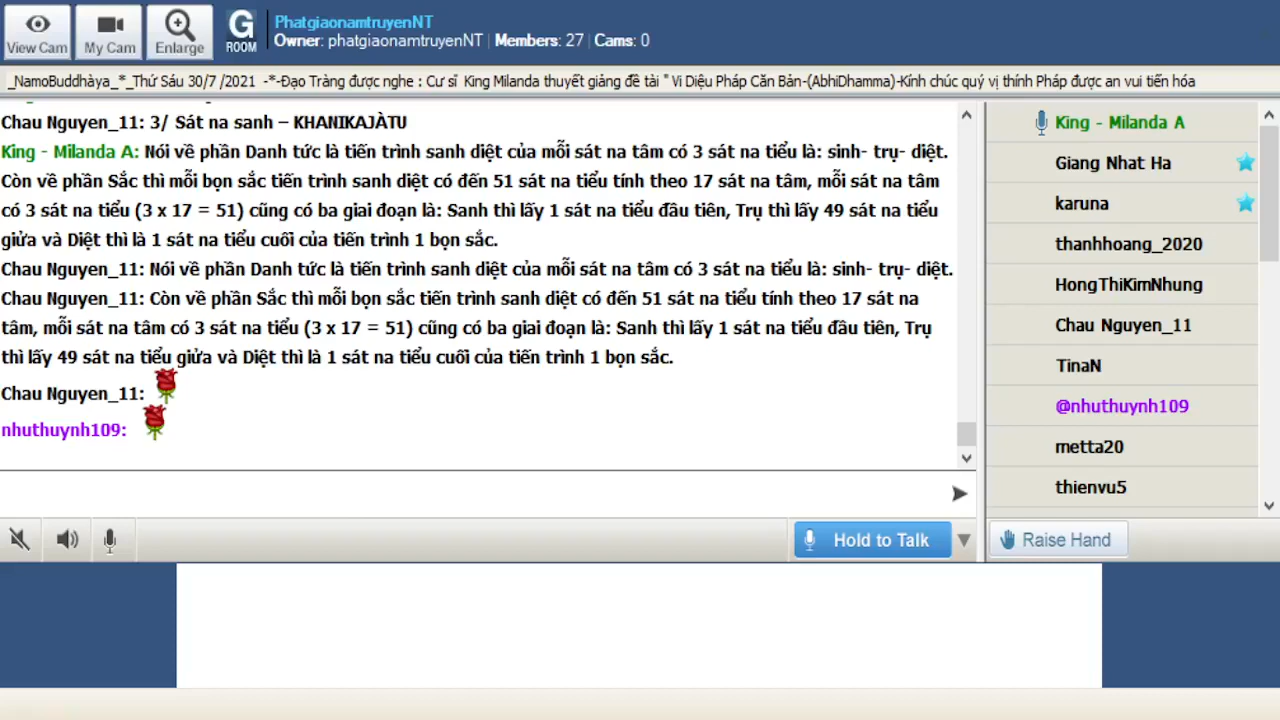 View Cam
My Cam
Enlarge
G
ROOM
PhatgiaonamtruyenNT
Owner: phatgiaonamtruyenNT | Members: 27 | Cams: 0
_NamoBuddhàya_*_Thứ Sáu 30/7 /2021 -*-Đạo Tràng được nghe : Cư sĩ King Milanda thuyết giảng đề tài " Vi Diệu Pháp Căn Bản-(AbhiDhamma)-Kính chúc quý vị thính Pháp được an vui tiến hóa
Chau Nguyen_11: 3/ Sát na sanh – KHANIKAJÀTU
King - Milanda A: Nói về phần Danh tức là tiến trình sanh diệt của mỗi sát na tâm có 3 sát na tiểu là: sinh- trụ- diệt.
Còn về phần Sắc thì mỗi bọn sắc tiến trình sanh diệt có đến 51 sát na tiểu tính theo 17 sát na tâm, mỗi sát na tâm
có 3 sát na tiểu (3 x 17 = 51) cũng có ba giai đoạn là: Sanh thì lấy 1 sát na tiểu đầu tiên, Trụ thì lấy 49 sát na tiểu
giửa và Diệt thì là 1 sát na tiểu cuối của tiến trình 1 bọn sắc.
Chau Nguyen_11: Nói về phần Danh tức là tiến trình sanh diệt của mỗi sát na tâm có 3 sát na tiểu là: sinh- trụ- diệt.
Chau Nguyen_11: Còn về phần Sắc thì mỗi bọn sắc tiến trình sanh diệt có đến 51 sát na tiểu tính theo 17 sát na
tâm, mỗi sát na tâm có 3 sát na tiểu (3 x 17 = 51) cũng có ba giai đoạn là: Sanh thì lấy 1 sát na tiểu đầu tiên, Trụ
thì lấy 49 sát na tiểu giửa và Diệt thì là 1 sát na tiểu cuối của tiến trình 1 bọn sắc.
Chau Nguyen_11:
nhuthuynh109:
King - Milanda A
Giang Nhat Ha
karuna
thanhhoang_2020
HongThiKimNhung
Chau Nguyen_11
TinaN
@nhuthuynh109
metta20
thienvu5
Hold to Talk
Raise Hand